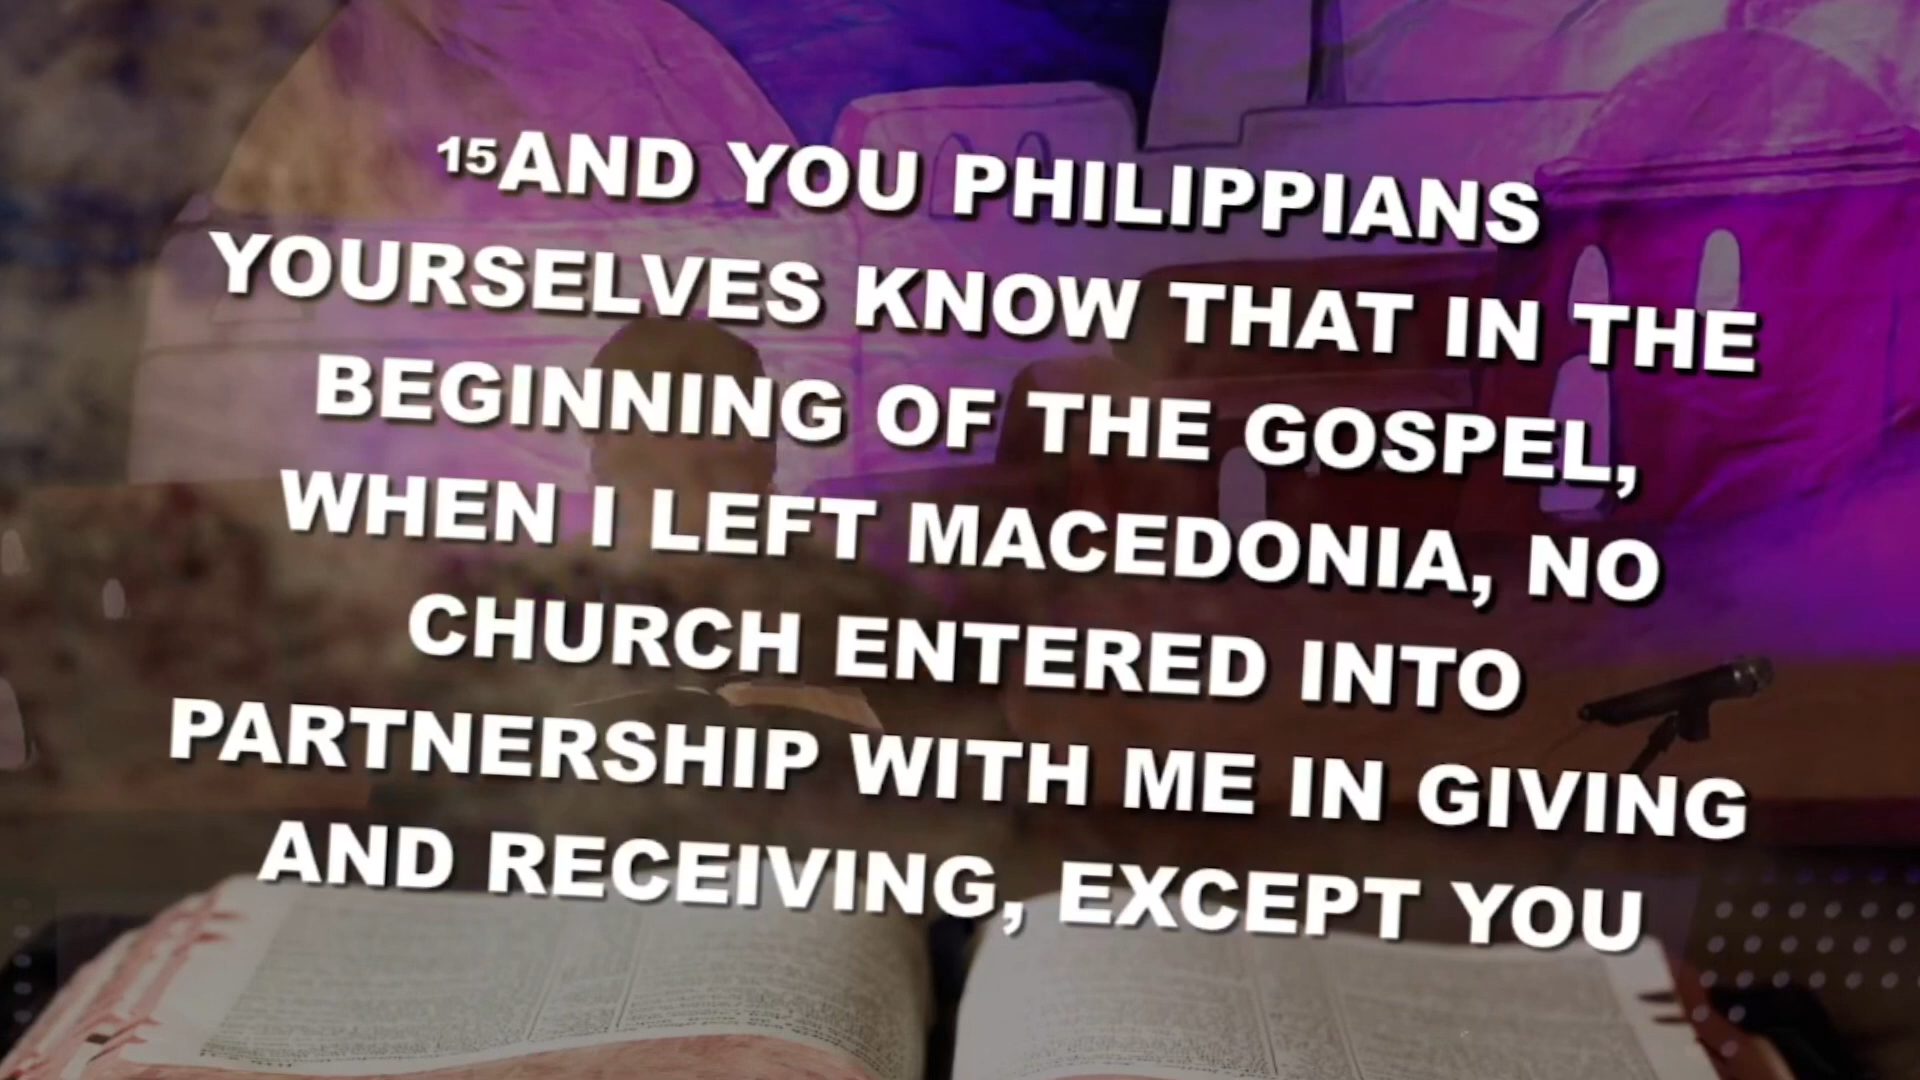 15AND YOU PHILIPPIANS
YOURSELVES KNOW THAT IN THE
BEGINNING OF THE GOSPEL,
WHEN I LEFT MACEDONIA, NO
CHURCH ENTERED INTO
PARTNERSHIP WITH ME IN GIVING
AND RECEIVING, EXCEPT YOU